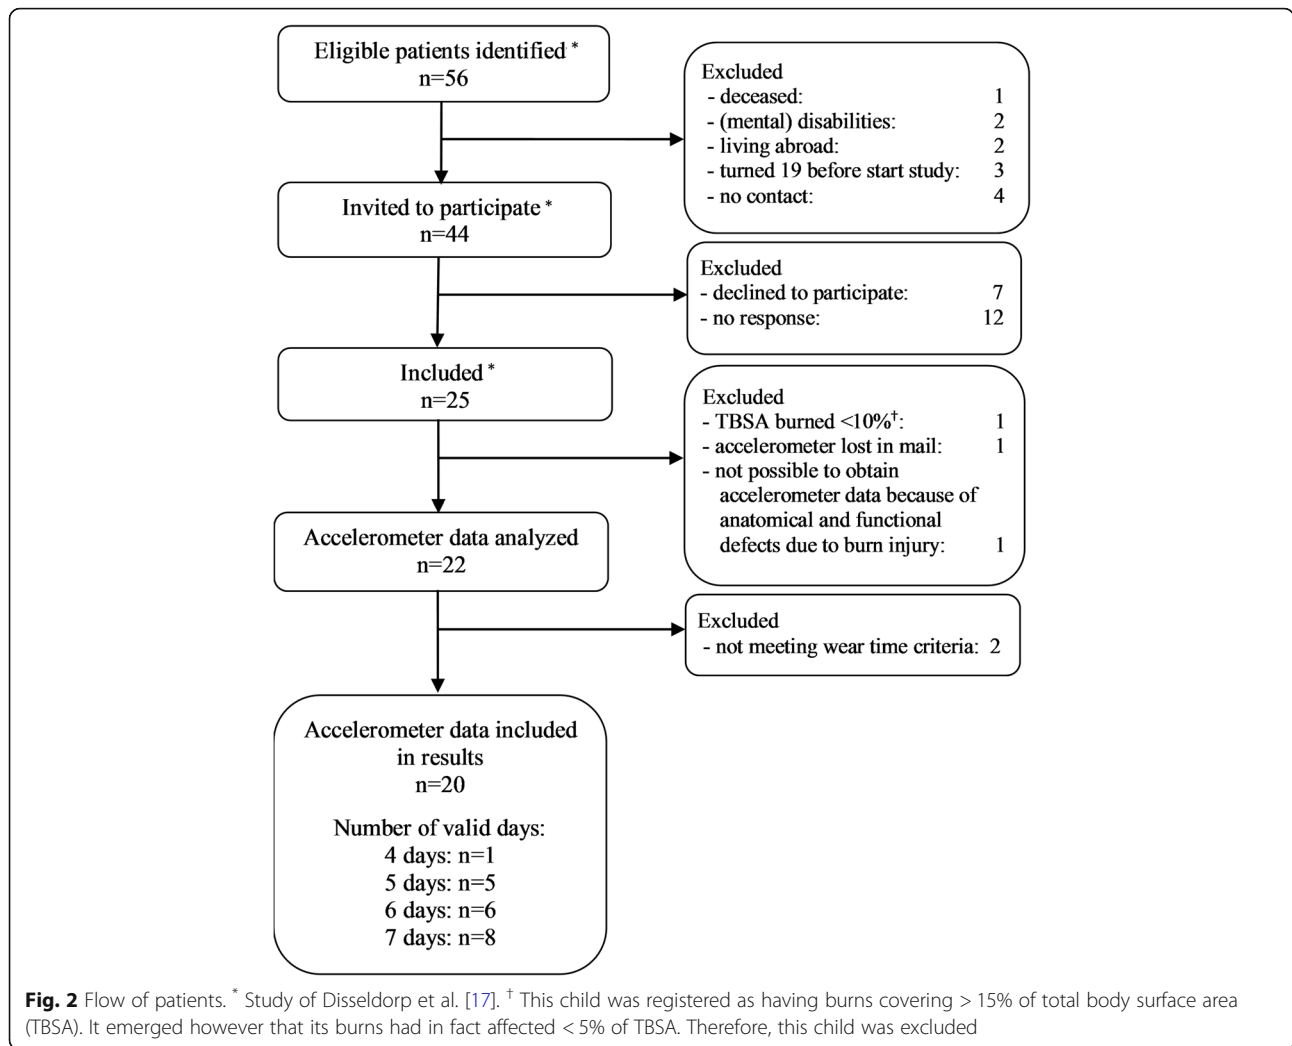 Eligible patients identified *
n=56
Excluded
- deceased: 1
- (mental) disabilities: 2
- living abroad: 2
- turned 19 before start study: 3
- no contact: 4
Invited to participate *
n=44
Excluded
- declined to participate: 7
- no response: 12
Included *
n=25
Excluded
- TBSA burned <10%†: 1
- accelerometer lost in mail: 1
- not possible to obtain
accelerometer data because of
anatomical and functional
defects due to burn injury: 1
Accelerometer data analyzed
n=22
Excluded
- not meeting wear time criteria: 2
Accelerometer data included
in results
n=20
Number of valid days:
4 days: n=1
5 days: n=5
6 days: n=6
7 days: n=8
Fig. 2 Flow of patients. * Study of Disseldorp et al. [17]. † This child was registered as having burns covering > 15% of total body surface area
(TBSA). It emerged however that its burns had in fact affected < 5% of TBSA. Therefore, this child was excluded